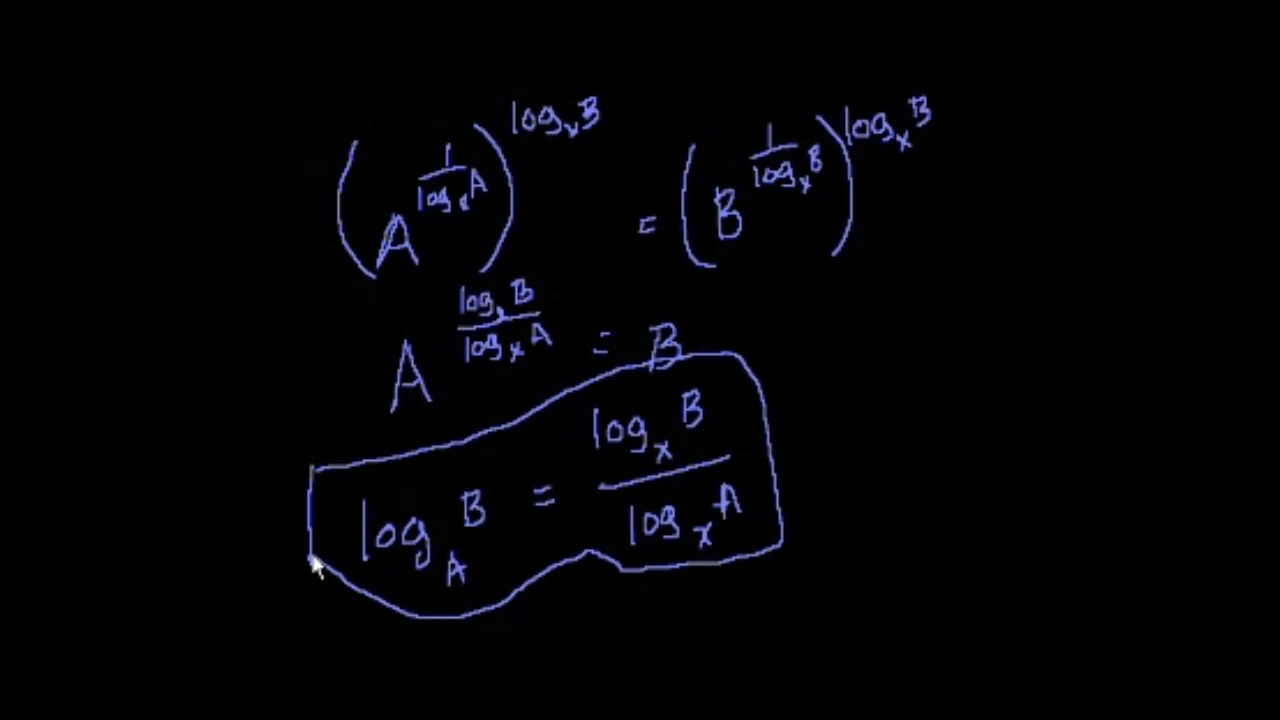 (A^(1/log_x A))^(log_x B) = (B^(1/log_x B))^(log_x B)
A^(log_x B / log_x A) = B
log_A B = log_x B / log_x A